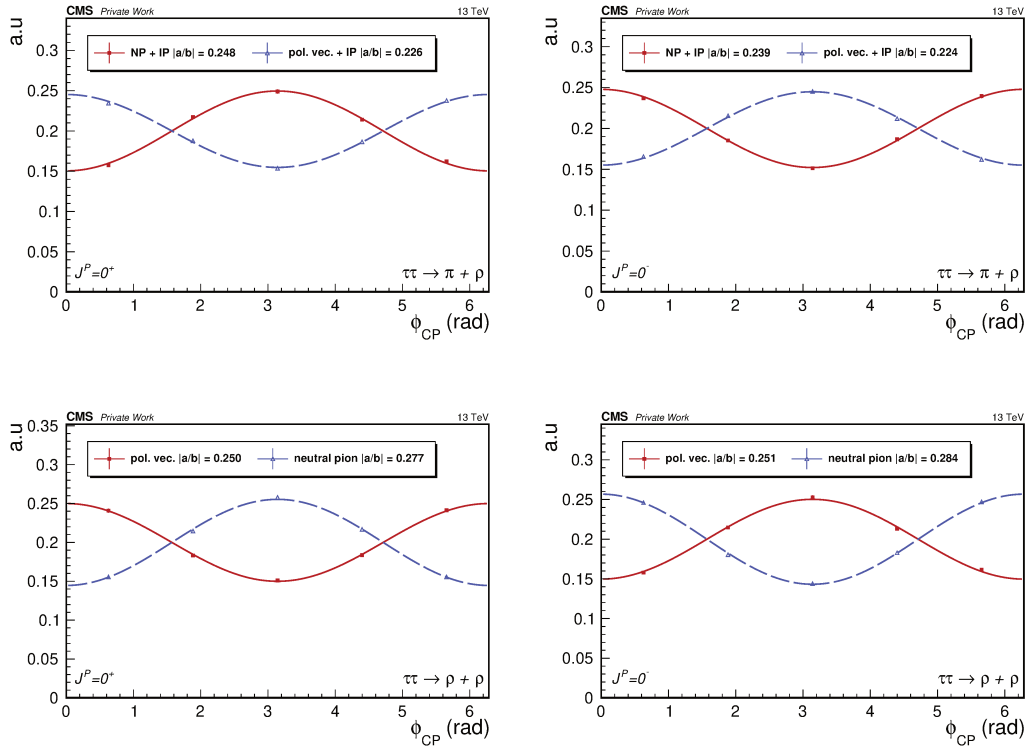 CMS Private Work 13 TeV
a.u
NP + IP |a/b| = 0.248 pol. vec. + IP |a/b| = 0.226
0.3
0.25
0.2
0.15
0.1
0.05
0
J^P=0^+ ττ → π + ρ
0 1 2 3 4 5 6
ϕ_CP (rad)
CMS Private Work 13 TeV
a.u
NP + IP |a/b| = 0.239 pol. vec. + IP |a/b| = 0.224
0.3
0.25
0.2
0.15
0.1
0.05
0
J^P=0^- ττ → π + ρ
0 1 2 3 4 5 6
ϕ_CP (rad)
CMS Private Work 13 TeV
a.u
0.35
pol. vec. |a/b| = 0.250 neutral pion |a/b| = 0.277
0.3
0.25
0.2
0.15
0.1
0.05
0
J^P=0^+ ττ → ρ + ρ
0 1 2 3 4 5 6
ϕ_CP (rad)
CMS Private Work 13 TeV
a.u
pol. vec. |a/b| = 0.251 neutral pion |a/b| = 0.284
0.3
0.25
0.2
0.15
0.1
0.05
0
J^P=0^- ττ → ρ + ρ
0 1 2 3 4 5 6
ϕ_CP (rad)